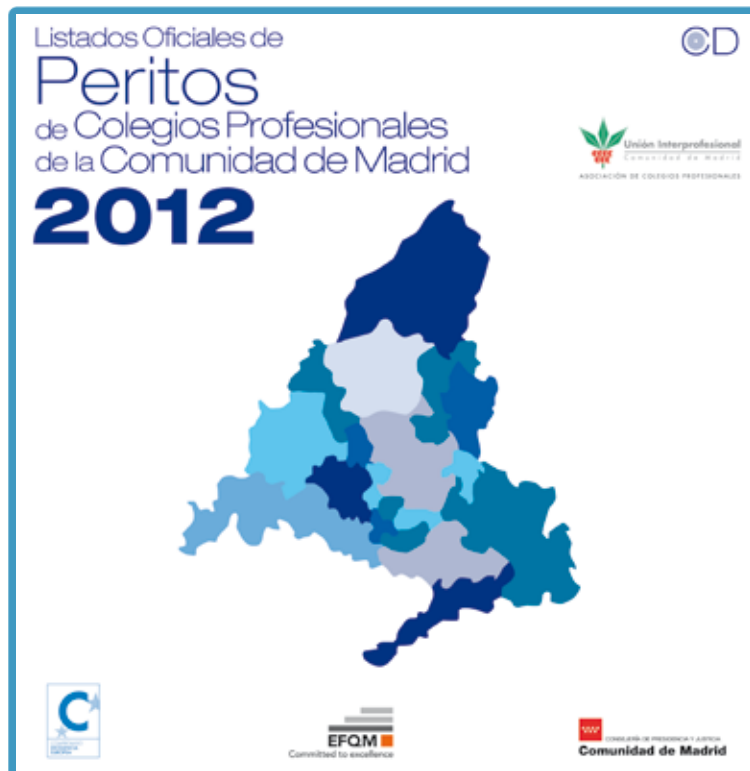 Listados Oficiales de
Peritos
de Colegios Profesionales
de la Comunidad de Madrid
2012
CD
Unión Interprofesional
Comunidad de Madrid
ASOCIACIÓN DE COLEGIOS PROFESIONALES
C
EFQM
Committed to excellence
CONSEJERÍA DE PRESIDENCIA Y JUSTICIA
Comunidad de Madrid